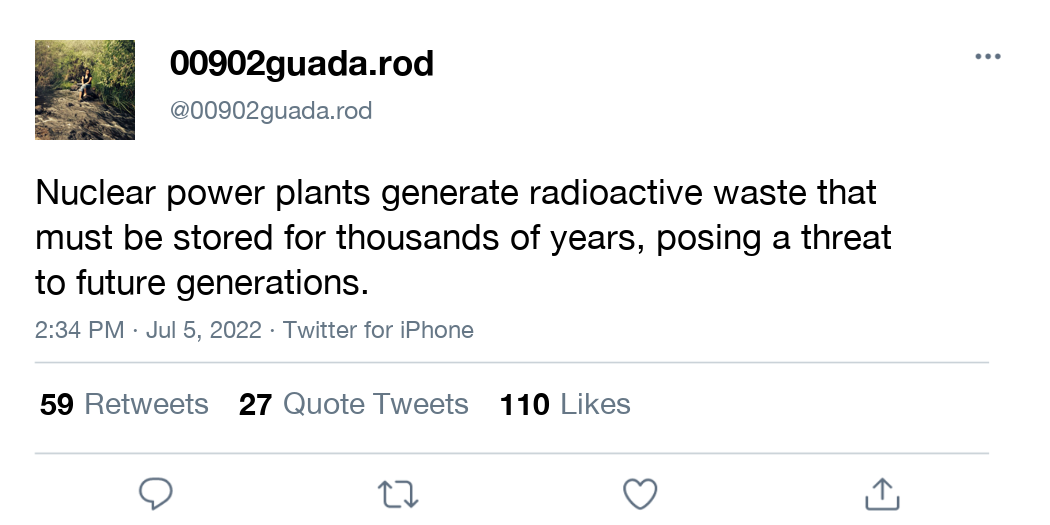 00902guada.rod
@00902guada.rod
Nuclear power plants generate radioactive waste that
must be stored for thousands of years, posing a threat
to future generations.
2:34 PM · Jul 5, 2022 · Twitter for iPhone
59 Retweets 27 Quote Tweets 110 Likes